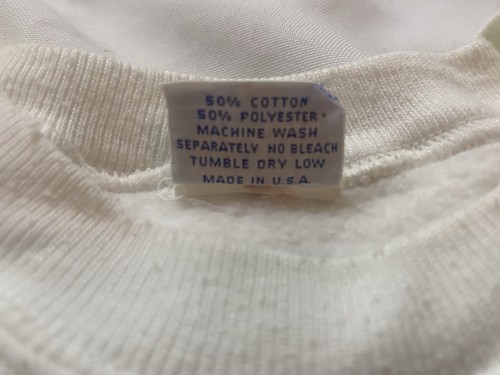 50% COTTON
50% POLYESTER
MACHINE WASH
SEPARATELY NO BLEACH
TUMBLE DRY LOW
MADE IN U.S.A.